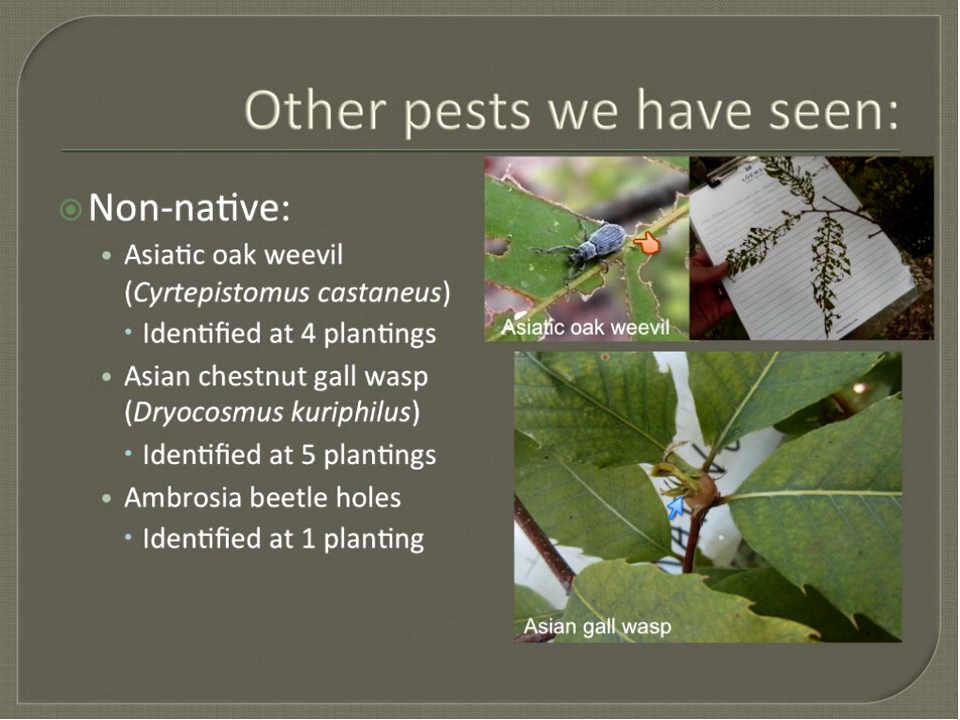 Other pests we have seen:
Non-native:
Asiatic oak weevil
(Cyrtepistomus castaneus)
Identified at 4 plantings
Asian chestnut gall wasp
(Dryocosmus kuriphilus)
Identified at 5 plantings
Ambrosia beetle holes
Identified at 1 planting
Asiatic oak weevil
Asian gall wasp